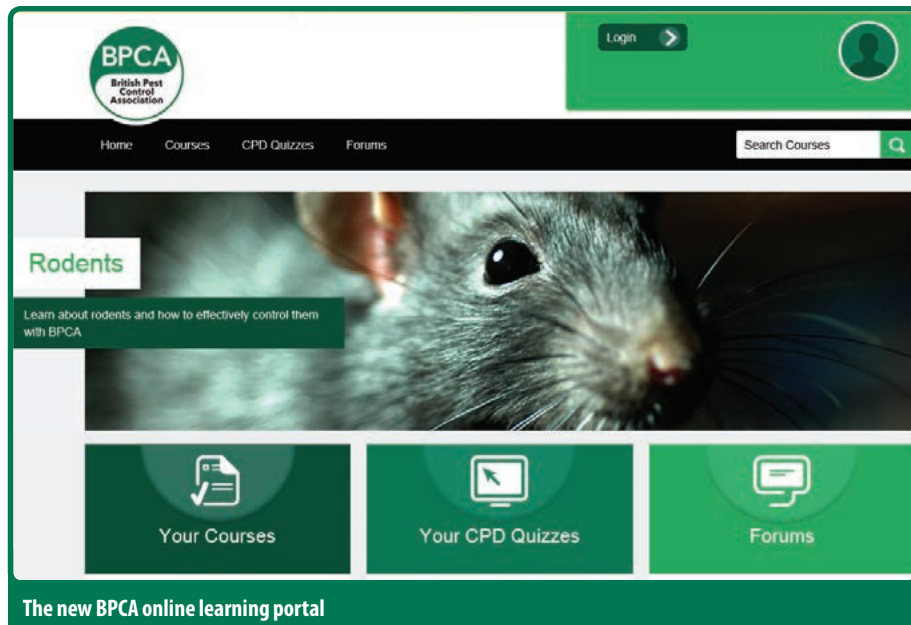 BPCA
British Pest
Control
Association
Login
Home Courses CPD Quizzes Forums
Search Courses
Rodents
Learn about rodents and how to effectively control them
with BPCA
Your Courses
Your CPD Quizzes
Forums
The new BPCA online learning portal